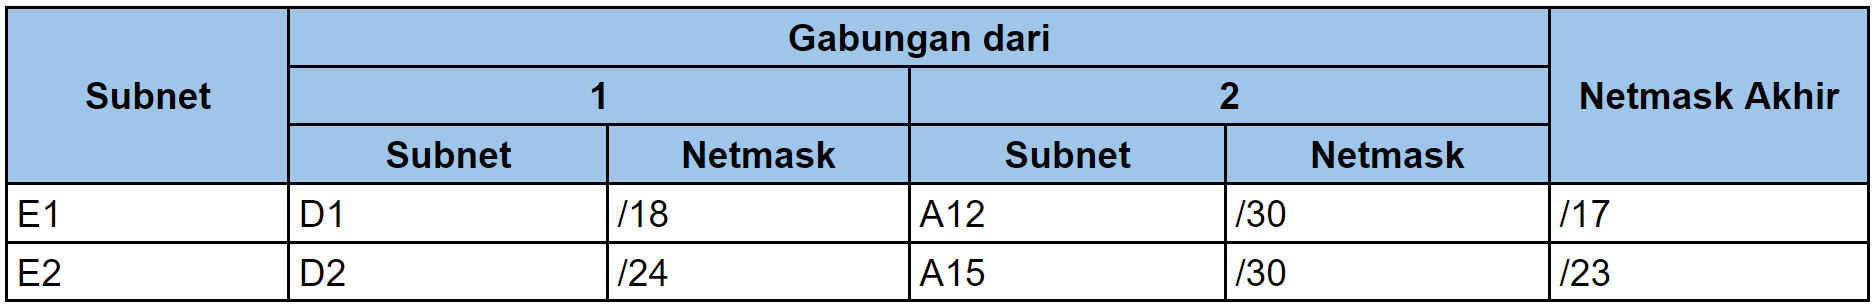 Subnet Gabungan dari Netmask Akhir
1 2
Subnet Netmask Subnet Netmask
E1 D1 /18 A12 /30 /17
E2 D2 /24 A15 /30 /23